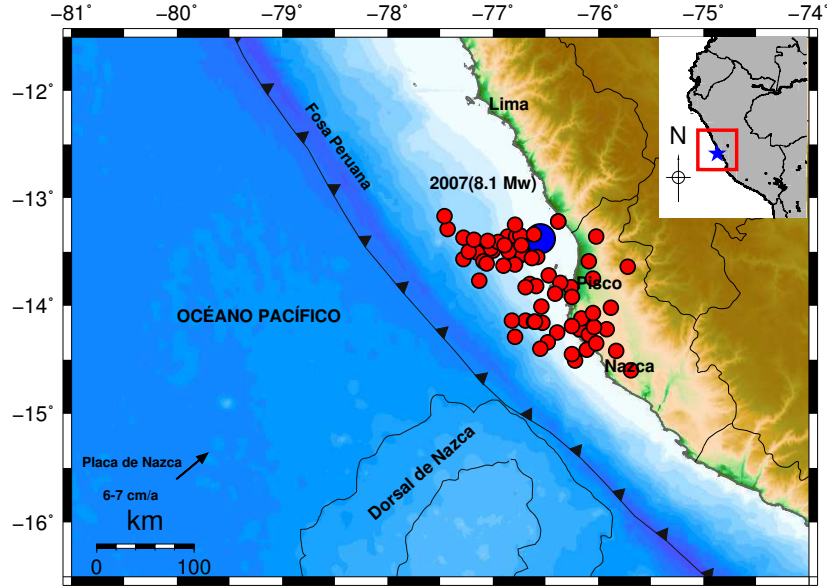 −81° −80° −79° −78° −77° −76° −75° −74°
−12°
−13°
−14°
−15°
−16°
N
Lima
Fosa Peruana
2007(8.1 Mw)
Pisco
OCÉANO PACÍFICO
Nazca
Dorsal de Nazca
Placa de Nazca
6-7 cm/a
km
0 100